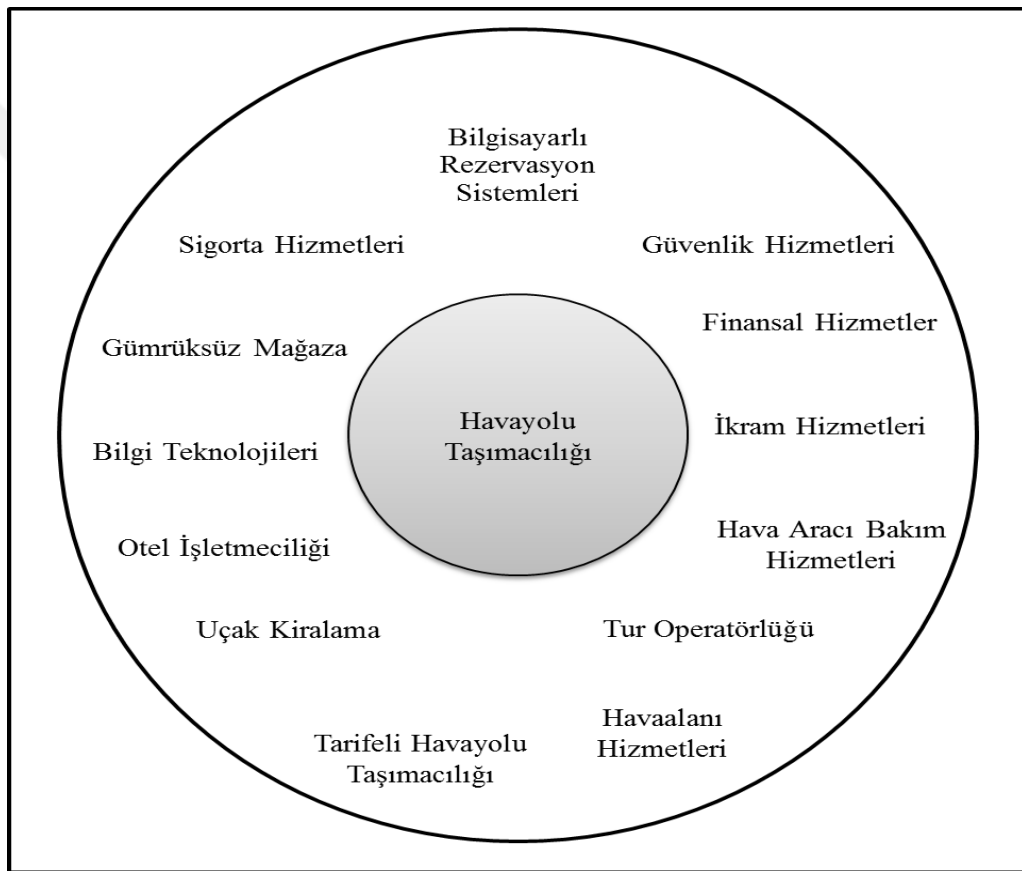 Bilgisayarlı
Rezervasyon
Sistemleri
Sigorta Hizmetleri
Güvenlik Hizmetleri
Finansal Hizmetler
Gümrüksüz Mağaza
Havayolu
Taşımacılığı
İkram Hizmetleri
Bilgi Teknolojileri
Otel İşletmeciliği
Hava Aracı Bakım
Hizmetleri
Uçak Kiralama
Tur Operatörlüğü
Tarifeli Havayolu
Taşımacılığı
Havaalanı
Hizmetleri